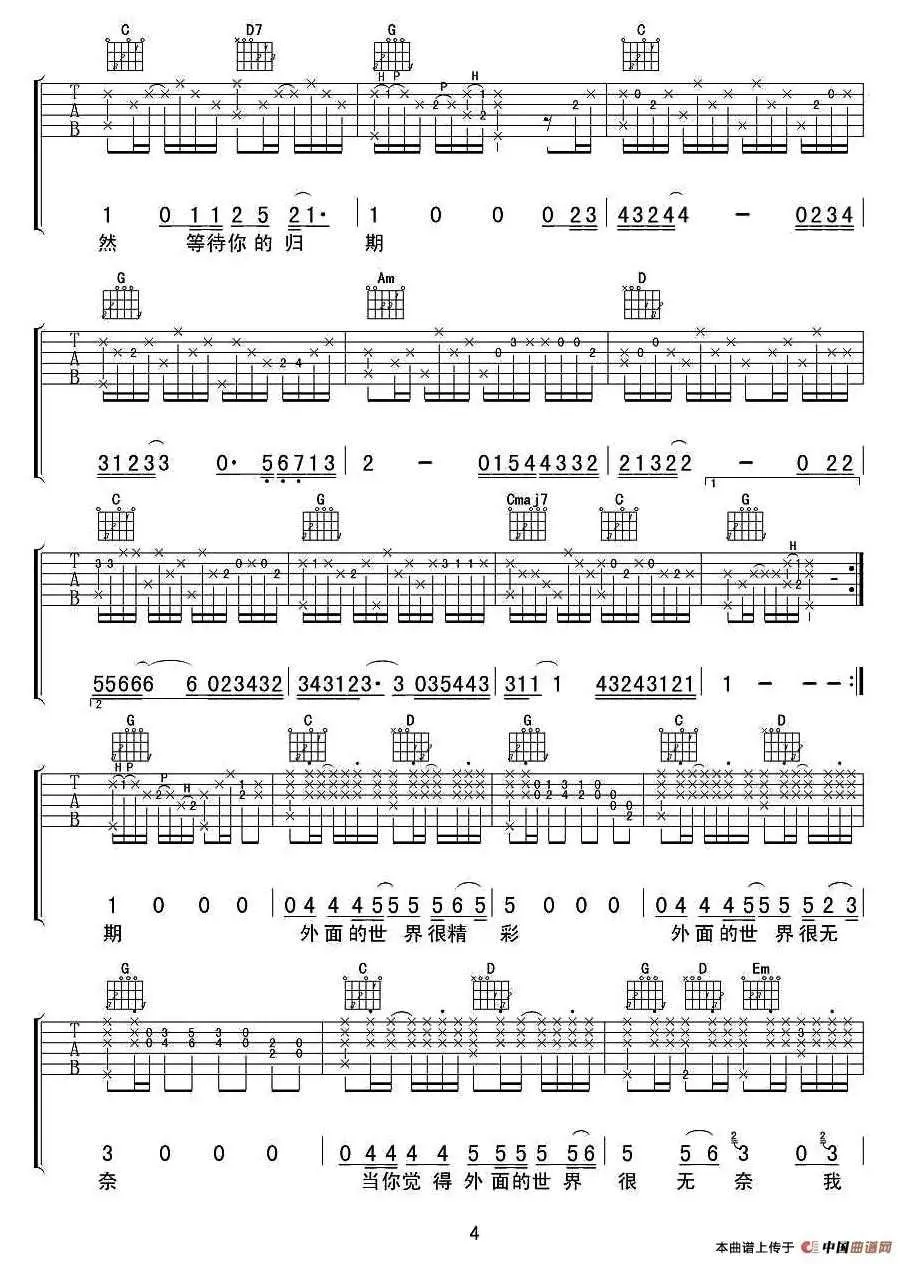 C D7 G C
H P P H
T A B
1 0 1 1 2 5 2 1· 1 0 0 0 2 3 4 3 2 4 4 - 0 2 3 4
然 等待你的归 期
G Am D
T A B
3 1 2 3 3 0· 5 6 7 1 3 2 - 0 1 5 4 4 3 3 2 2 1 3 2 2 - 0 2 2
1
C G Cmaj7 C G
H
T A B
5 5 6 6 6 6 0 2 3 4 3 2 3 4 3 1 2 3· 3 0 3 5 4 4 3 3 1 1 1 4 3 2 4 3 1 2 1 1 - - - :
2
G C D G C D
H P P H
T A B
1 0 0 0 0 4 4 4 5 5 5 5 6 5 5 0 0 0 0 4 4 4 5 5 5 5 2 3
期 外面的世界很精 彩 外面的世界很无
G C D G D Em
T A B
3 0 0 0 0 4 4 4 4 5 5 5 5 5 6 5 5 6 2 3 0 2 3
奈 当你觉得外面的世界 很 无奈 我
4
本曲谱上传于 中国曲谱网